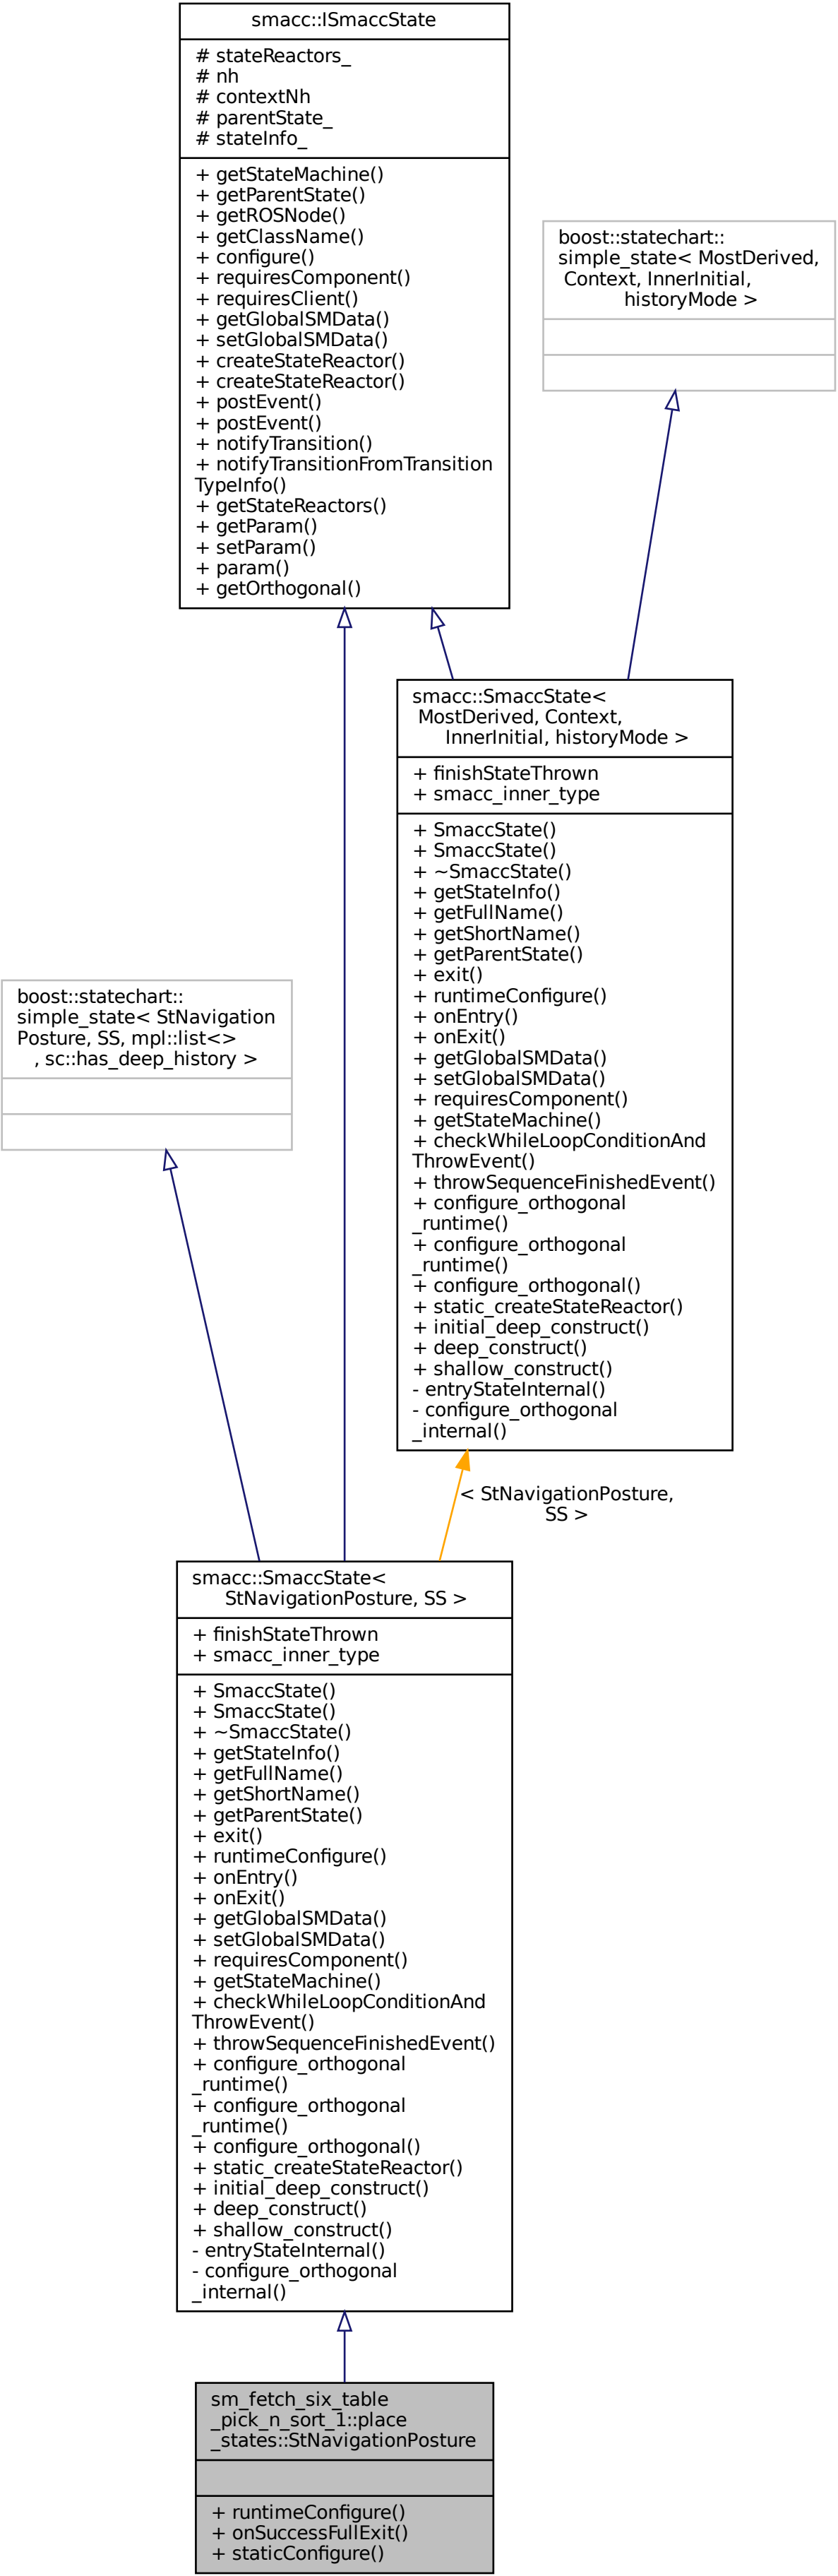 smacc::ISmaccState
# stateReactors_
# nh
# contextNh
# parentState_
# stateInfo_
+ getStateMachine()
+ getParentState()
+ getROSNode()
+ getClassName()
+ configure()
+ requiresComponent()
+ requiresClient()
+ getGlobalSMData()
+ setGlobalSMData()
+ createStateReactor()
+ createStateReactor()
+ postEvent()
+ postEvent()
+ notifyTransition()
+ notifyTransitionFromTransition
TypeInfo()
+ getStateReactors()
+ getParam()
+ setParam()
+ param()
+ getOrthogonal()
boost::statechart::
simple_state< MostDerived,
Context, InnerInitial,
historyMode >
smacc::SmaccState<
MostDerived, Context,
InnerInitial, historyMode >
+ finishStateThrown
+ smacc_inner_type
+ SmaccState()
+ SmaccState()
+ ~SmaccState()
+ getStateInfo()
+ getFullName()
+ getShortName()
+ getParentState()
+ exit()
+ runtimeConfigure()
+ onEntry()
+ onExit()
+ getGlobalSMData()
+ setGlobalSMData()
+ requiresComponent()
+ getStateMachine()
+ checkWhileLoopConditionAnd
ThrowEvent()
+ throwSequenceFinishedEvent()
+ configure_orthogonal
_runtime()
+ configure_orthogonal
_runtime()
+ configure_orthogonal()
+ static_createStateReactor()
+ initial_deep_construct()
+ deep_construct()
+ shallow_construct()
- entryStateInternal()
- configure_orthogonal
_internal()
boost::statechart::
simple_state< StNavigation
Posture, SS, mpl::list<>
, sc::has_deep_history >
< StNavigationPosture,
SS >
smacc::SmaccState<
StNavigationPosture, SS >
+ finishStateThrown
+ smacc_inner_type
+ SmaccState()
+ SmaccState()
+ ~SmaccState()
+ getStateInfo()
+ getFullName()
+ getShortName()
+ getParentState()
+ exit()
+ runtimeConfigure()
+ onEntry()
+ onExit()
+ getGlobalSMData()
+ setGlobalSMData()
+ requiresComponent()
+ getStateMachine()
+ checkWhileLoopConditionAnd
ThrowEvent()
+ throwSequenceFinishedEvent()
+ configure_orthogonal
_runtime()
+ configure_orthogonal
_runtime()
+ configure_orthogonal()
+ static_createStateReactor()
+ initial_deep_construct()
+ deep_construct()
+ shallow_construct()
- entryStateInternal()
- configure_orthogonal
_internal()
sm_fetch_six_table
_pick_n_sort_1::place
_states::StNavigationPosture
+ runtimeConfigure()
+ onSuccessFullExit()
+ staticConfigure()